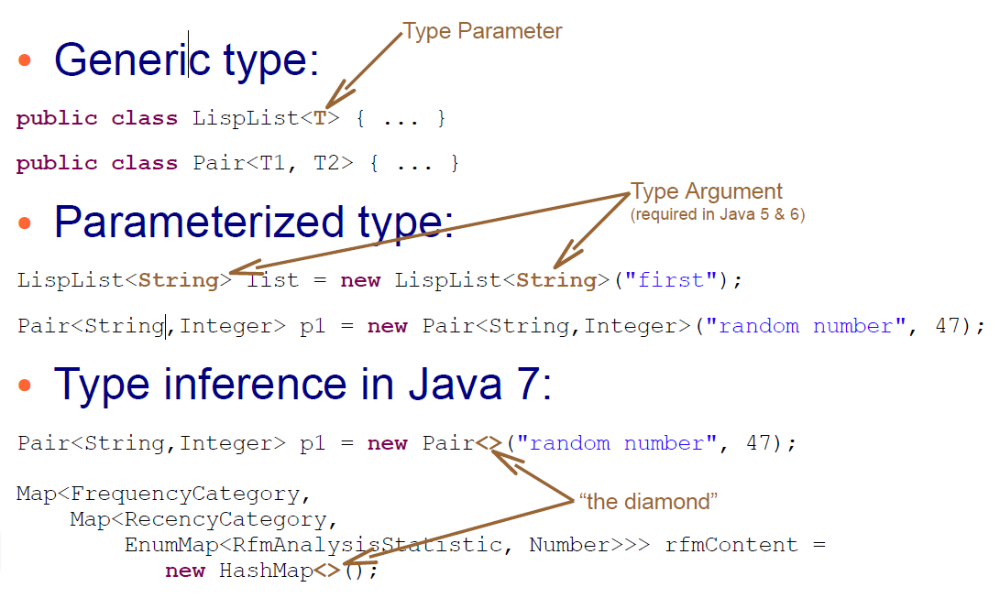 Type Parameter
• Generic type:
public class LispList<T> { ... }
public class Pair<T1, T2> { ... }
Type Argument
(required in Java 5 & 6)
• Parameterized type:
LispList<String> list = new LispList<String>("first");
Pair<String,Integer> p1 = new Pair<String,Integer>("random number", 47);
• Type inference in Java 7:
Pair<String,Integer> p1 = new Pair<>("random number", 47);
Map<FrequencyCategory,
“the diamond”
Map<RecencyCategory,
EnumMap<RfmAnalysisStatistic, Number>>> rfmContent =
new HashMap<>();